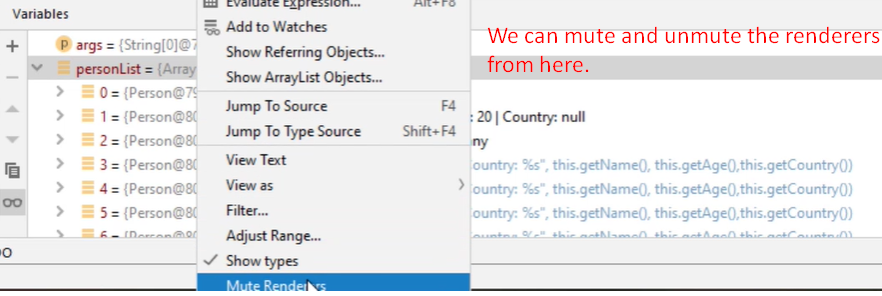 Evaluate Expression... Alt+F8
Variables
Add to Watches
We can mute and unmute the renderers
args = {String[0]@7
Show Referring Objects...
from here.
personList = {Array
Show ArrayList Objects...
0 = {Person@79
Jump To Source F4
1 = {Person@80
: 20 | Country: null
Jump To Type Source Shift+F4
2 = {Person@80
ny
View Text
3 = {Person@80
ountry: %s", this.getName(), this.getAge(),this.getCountry())
View as
4 = {Person@80
ountry: %s", this.getName(), this.getAge(),this.getCountry())
Filter...
5 = {Person@80
ountry: %s", this.getName(), this.getAge(),this.getCountry())
Adjust Range...
6 = {Person@80
ountry: %s", this.getName(), this.getAge(),this.getCountry())
Show types
Mute Renderers